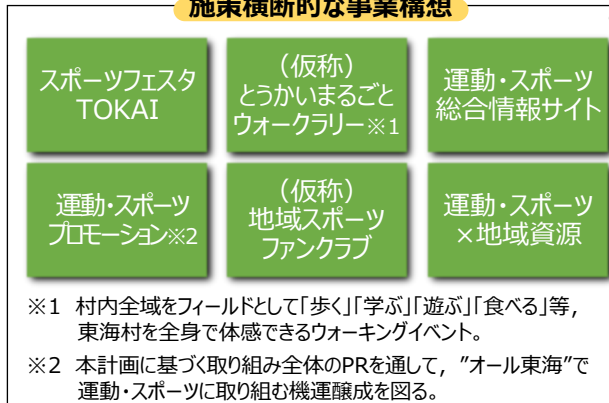 施策横断的な事業構想
スポーツフェスタ
TOKAI
（仮称）
とうかいまるごと
ウォークラリー※1
運動・スポーツ
総合情報サイト
運動・スポーツ
プロモーション※2
（仮称）
地域スポーツ
ファンクラブ
運動・スポーツ
×地域資源
※1 村内全域をフィールドとして「歩く」「学ぶ」「遊ぶ」「食べる」等，
東海村を全身で体感できるウォーキングイベント。
※2 本計画に基づく取り組み全体のPRを通して，”オール東海”で
運動・スポーツに取り組む機運醸成を図る。